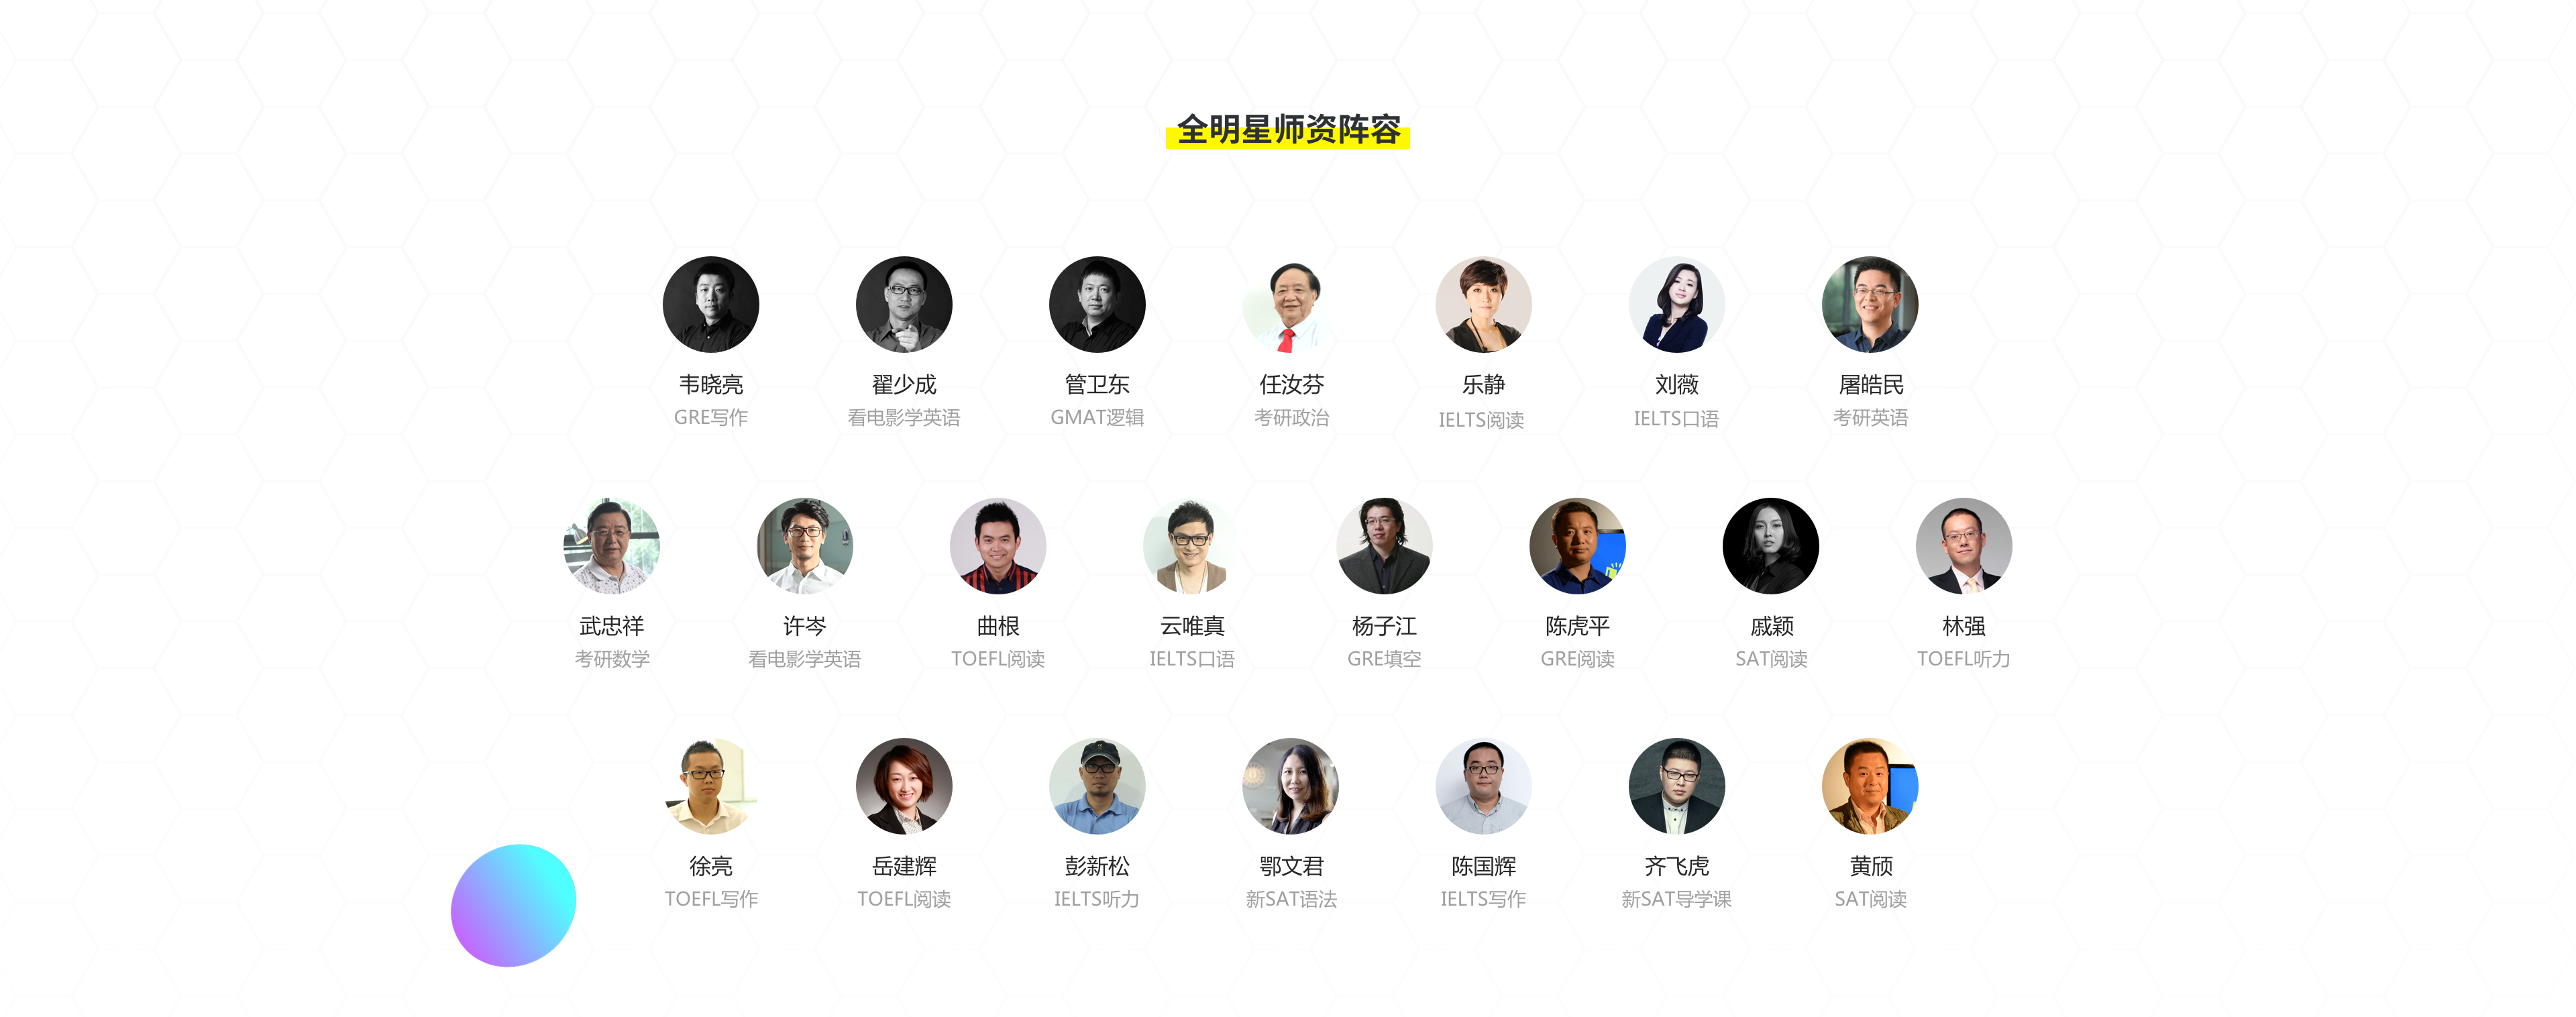 全明星师资阵容
韦晓亮
GRE写作
翟少成
看电影学英语
管卫东
GMAT逻辑
任汝芬
考研政治
乐静
IELTS阅读
刘薇
IELTS口语
屠皓民
考研英语
武忠祥
考研数学
许岑
看电影学英语
曲根
TOEFL阅读
云唯真
IELTS口语
杨子江
GRE填空
陈虎平
GRE阅读
戚颖
SAT阅读
林强
TOEFL听力
徐亮
TOEFL写作
岳建辉
TOEFL阅读
彭新松
IELTS听力
鄂文君
新SAT语法
陈国辉
IELTS写作
齐飞虎
新SAT导学课
黄颀
SAT阅读